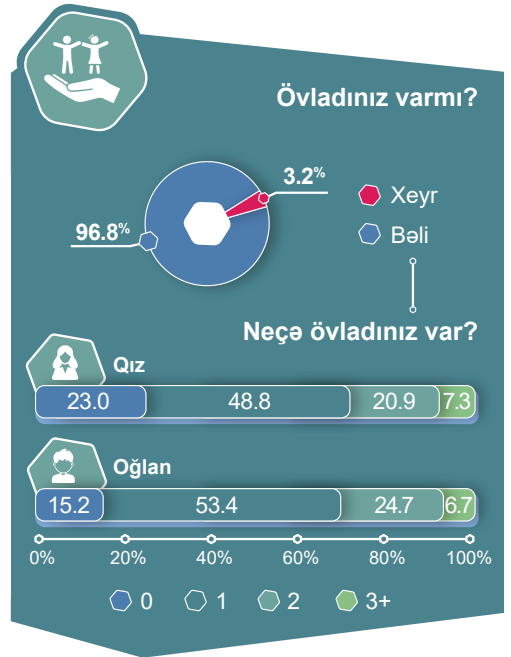 Övladınız varmı?
3.2%
Xeyr
96.8%
Bəli
Neçə övladınız var?
Qız
23.0 48.8 20.9 7.3
Oğlan
15.2 53.4 24.7 6.7
0% 20% 40% 60% 80% 100%
0 1 2 3+